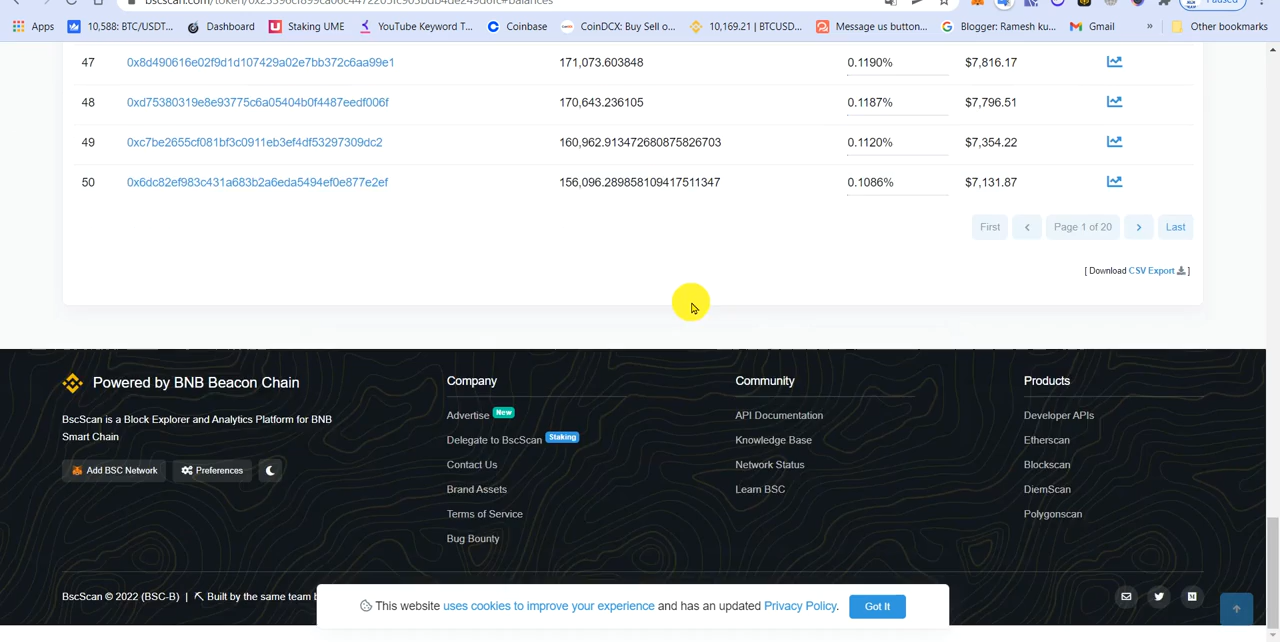 bscscan.com/token/0x23396cf899ca06c4472205fc903bdb4de249d6fc#balances
Paused
Apps 10,588: BTC/USDT... Dashboard Staking UME YouTube Keyword T... Coinbase CoinDCX: Buy Sell o... 10,169.21 | BTCUSD... Message us button... Blogger: Ramesh ku... Gmail » Other bookmarks
47 0x8d490616e02f9d1d107429a02e7bb372c6aa99e1 171,073.603848 0.1190% $7,816.17
48 0xd75380319e8e93775c6a05404b0f4487eedf006f 170,643.236105 0.1187% $7,796.51
49 0xc7be2655cf081bf3c0911eb3ef4df53297309dc2 160,962.913472680875826703 0.1120% $7,354.22
50 0x6dc82ef983c431a683b2a6eda5494ef0e877e2ef 156,096.289858109417511347 0.1086% $7,131.87
First Page 1 of 20 Last
[ Download CSV Export ]
Powered by BNB Beacon Chain
BscScan is a Block Explorer and Analytics Platform for BNB
Smart Chain
Add BSC Network Preferences
Company
Advertise New
Delegate to BscScan Staking
Contact Us
Brand Assets
Terms of Service
Bug Bounty
Community
API Documentation
Knowledge Base
Network Status
Learn BSC
Products
Developer APIs
Etherscan
Blockscan
DiemScan
Polygonscan
BscScan © 2022 (BSC-B) | Built by the same team
This website uses cookies to improve your experience and has an updated Privacy Policy. Got It